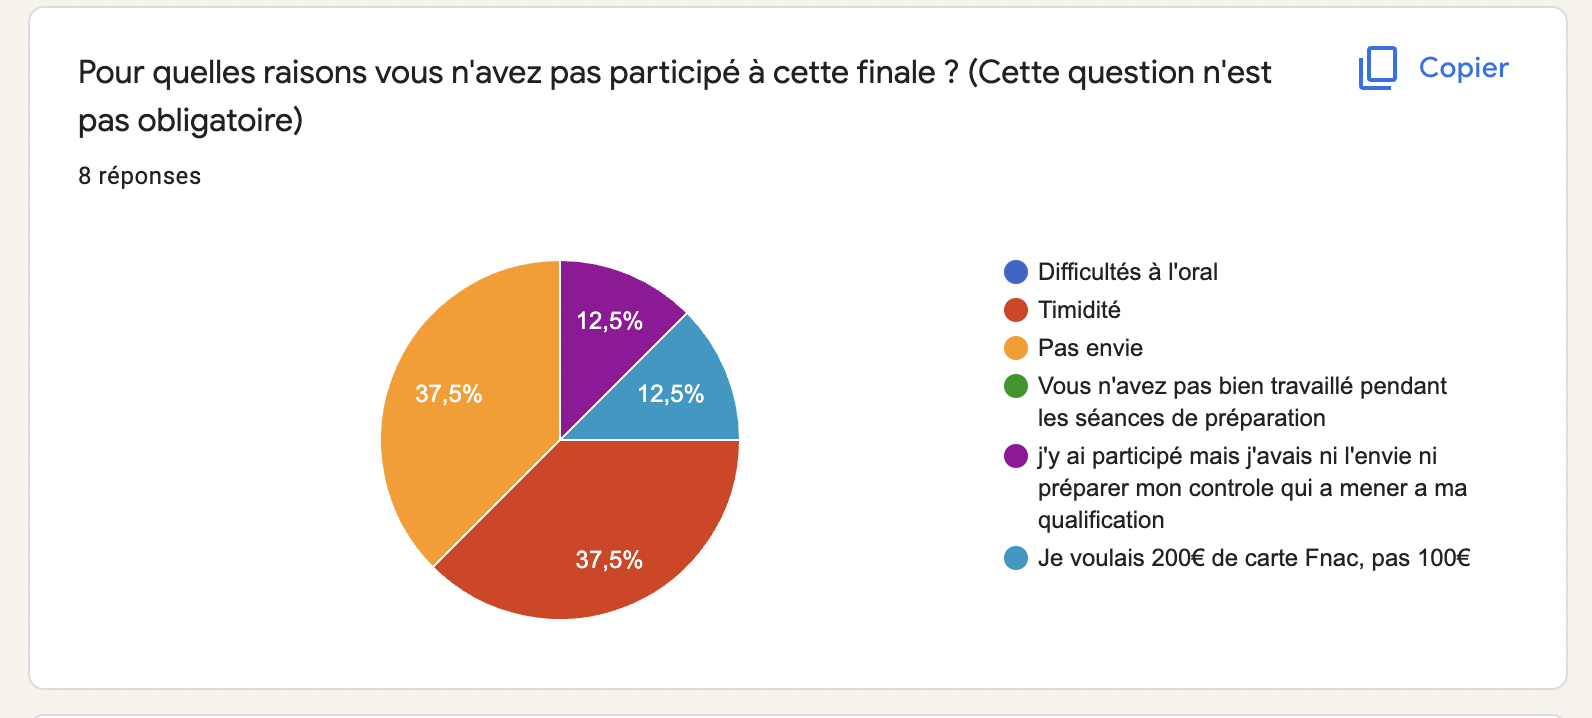 Pour quelles raisons vous n'avez pas participé à cette finale ? (Cette question n'est
pas obligatoire)
Copier
8 réponses
12,5%
12,5%
37,5%
37,5%
Difficultés à l'oral
Timidité
Pas envie
Vous n'avez pas bien travaillé pendant
les séances de préparation
j'y ai participé mais j'avais ni l'envie ni
préparer mon controle qui a mener a ma
qualification
Je voulais 200€ de carte Fnac, pas 100€